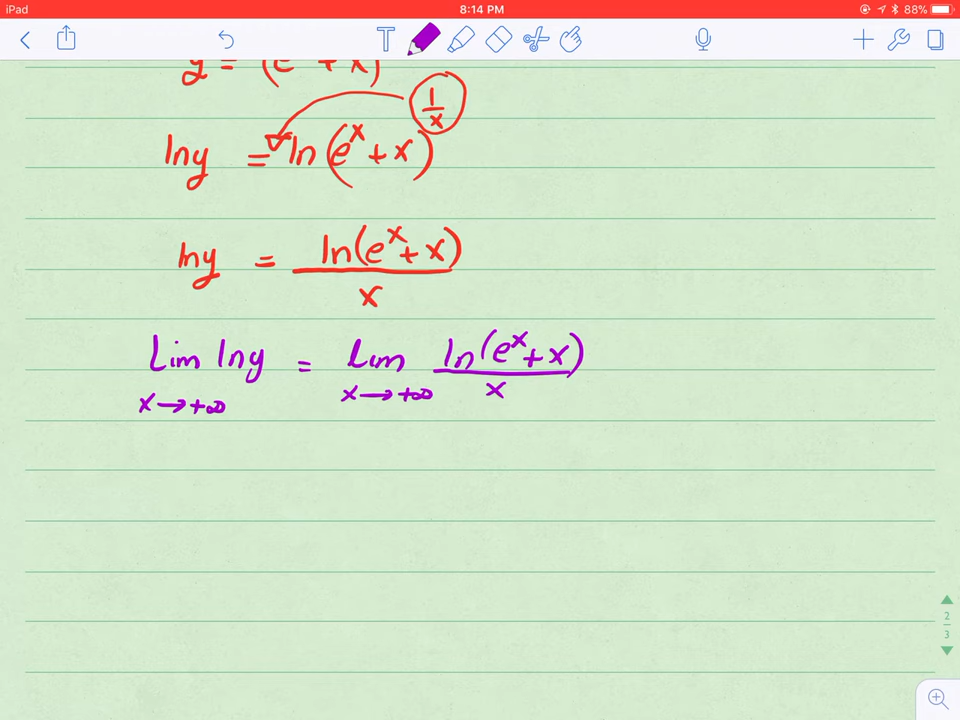 iPad 8:14 PM 88%
T
y = (e + x)
1/x
ln y = ln(e^x + x)
ln y = ln(e^x + x)/x
Lim ln y = Lim ln(e^x + x)/x
x → +∞ x → +∞
2
3